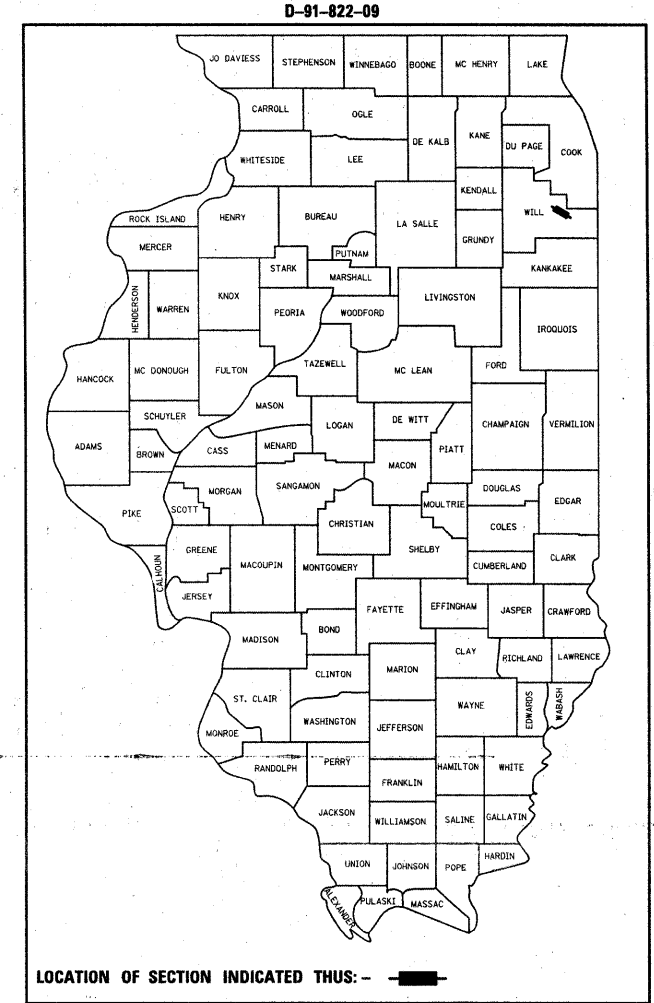 D-91-822-09
JO DAVIESS
STEPHENSON
WINNEBAGO
BOONE
MC HENRY
LAKE
CARROLL
OGLE
DE KALB
KANE
DU PAGE
COOK
WHITESIDE
LEE
KENDALL
WILL
ROCK ISLAND
HENRY
BUREAU
LA SALLE
GRUNDY
MERCER
PUTNAM
STARK
MARSHALL
KANKAKEE
HENDERSON
WARREN
KNOX
PEORIA
WOODFORD
LIVINGSTON
IROQUOIS
HANCOCK
MC DONOUGH
FULTON
TAZEWELL
MC LEAN
FORD
SCHUYLER
MASON
LOGAN
DE WITT
CHAMPAIGN
VERMILION
ADAMS
BROWN
CASS
MENARD
PIATT
MACON
MORGAN
SANGAMON
DOUGLAS
EDGAR
PIKE
SCOTT
CHRISTIAN
MOULTRIE
COLES
CALHOUN
GREENE
MACOUPIN
MONTGOMERY
SHELBY
CUMBERLAND
CLARK
JERSEY
FAYETTE
EFFINGHAM
JASPER
CRAWFORD
MADISON
BOND
CLAY
RICHLAND
LAWRENCE
CLINTON
MARION
ST. CLAIR
WAYNE
EDWARDS
WABASH
MONROE
WASHINGTON
JEFFERSON
RANDOLPH
PERRY
HAMILTON
WHITE
FRANKLIN
JACKSON
WILLIAMSON
SALINE
GALLATIN
UNION
JOHNSON
POPE
HARDIN
ALEXANDER
PULASKI
MASSAC
LOCATION OF SECTION INDICATED THUS: -